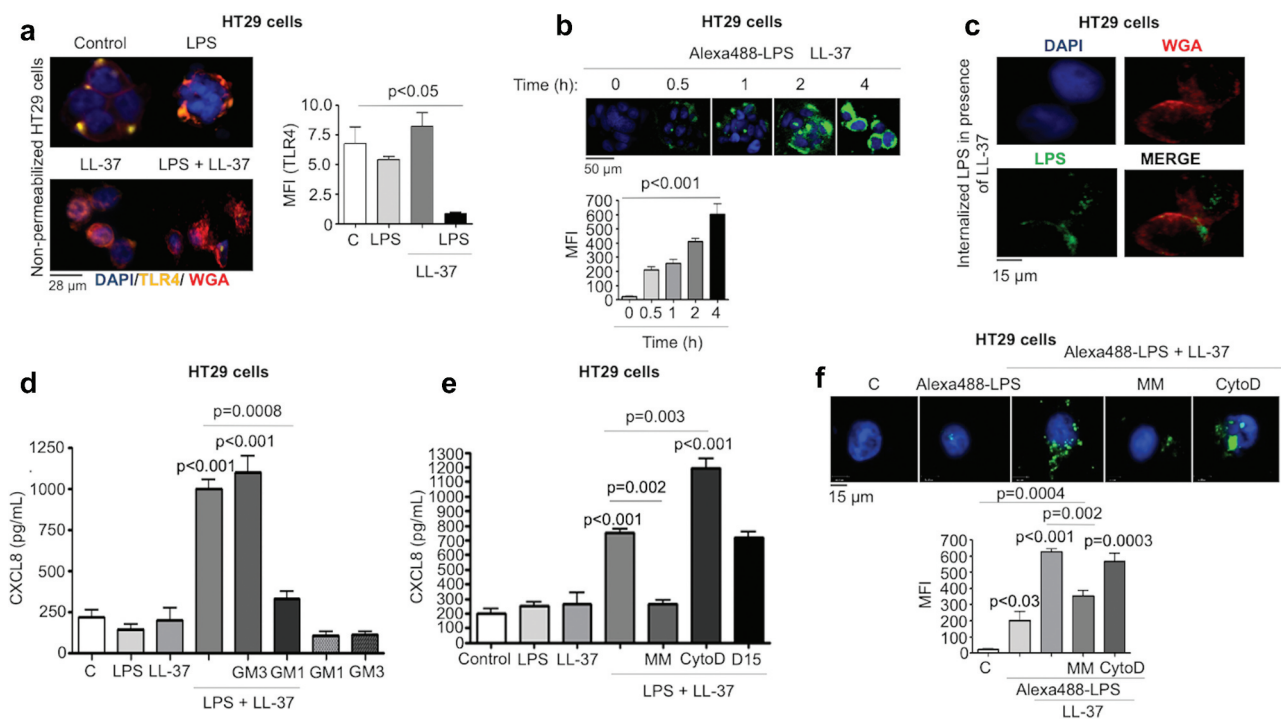 a
HT29 cells
Control LPS
Non-permeabilized HT29 cells
LL-37 LPS + LL-37
28 µm
DAPI/TLR4/ WGA
p<0.05
MFI (TLR4)
10.0
7.5
5.0
2.5
0.0
C LPS LPS
LL-37
b
HT29 cells
Alexa488-LPS LL-37
Time (h): 0 0.5 1 2 4
50 µm
p<0.001
MFI
700
600
500
400
300
200
100
0
0 0.5 1 2 4
Time (h)
c
HT29 cells
Internalized LPS in presence
of LL-37
DAPI WGA
LPS MERGE
15 µm
d
HT29 cells
p=0.0008
p<0.001
p<0.001
CXCL8 (pg/mL)
1250
1000
750
500
250
0
C LPS LL-37 GM3 GM1 GM1 GM3
LPS + LL-37
e
HT29 cells
p=0.003
p<0.001
p=0.002
p<0.001
CXCL8 (pg/mL)
1300
1200
1100
1000
900
800
700
600
500
400
300
200
100
0
Control LPS LL-37 MM CytoD D15
LPS + LL-37
f
HT29 cells
Alexa488-LPS + LL-37
C Alexa488-LPS MM CytoD
15 µm
p=0.0004
p=0.002
p<0.001 p=0.0003
p<0.03
MFI
700
600
500
400
300
200
100
0
C MM CytoD
Alexa488-LPS
LL-37